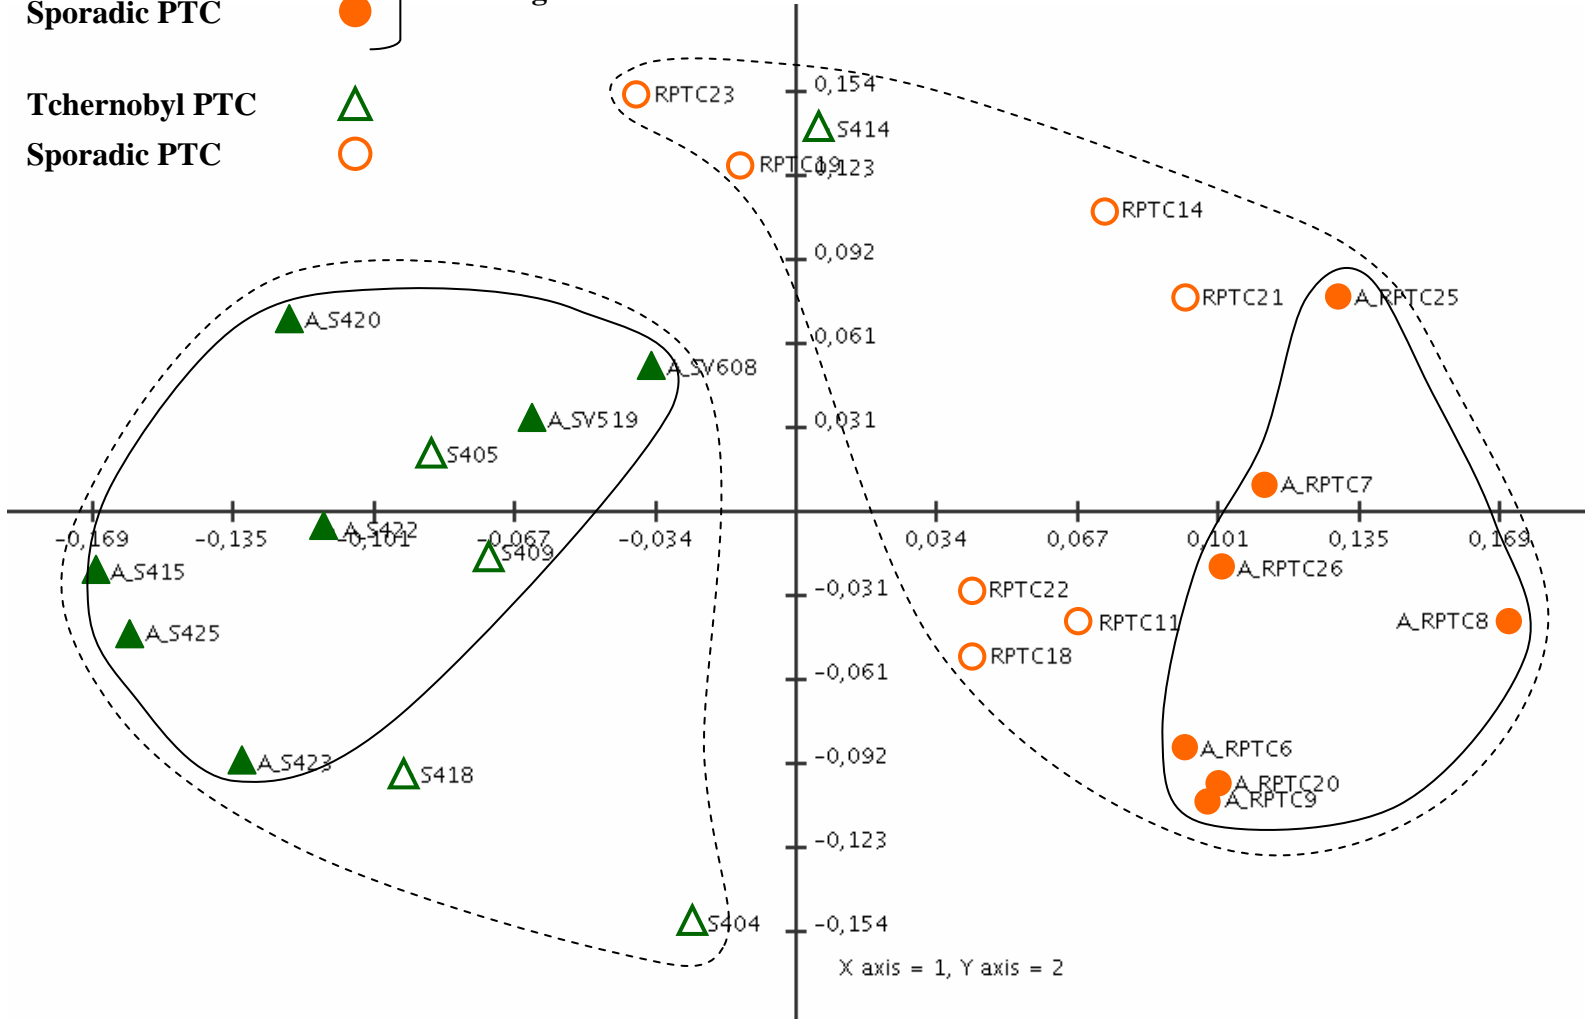 Sporadic PTC
Tchernobyl PTC
Sporadic PTC
RPTC23
0,154
S414
RPTC19
0,123
RPTC14
0,092
RPTC21
A_RPTC25
A_S420
0,061
A_SV608
A_SV519
0,031
S405
A_RPTC7
A_S422
-0,169
-0,135
-0,101
-0,067
-0,034
0,034
0,067
0,101
0,135
0,169
S409
A_S415
A_RPTC26
RPTC22
-0,031
A_S425
RPTC11
A_RPTC8
RPTC18
-0,061
A_RPTC6
A_S423
-0,092
S418
A_RPTC20
A_RPTC9
-0,123
S404
-0,154
X axis = 1, Y axis = 2